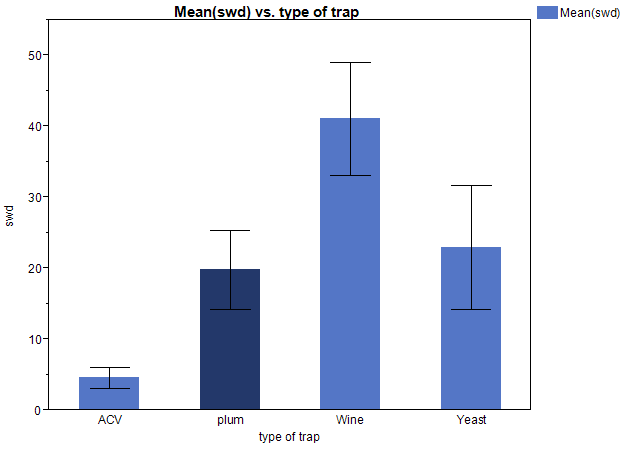 Mean(swd) vs. type of trap
Mean(swd)
swd
50
40
30
20
10
0
ACV plum Wine Yeast
type of trap